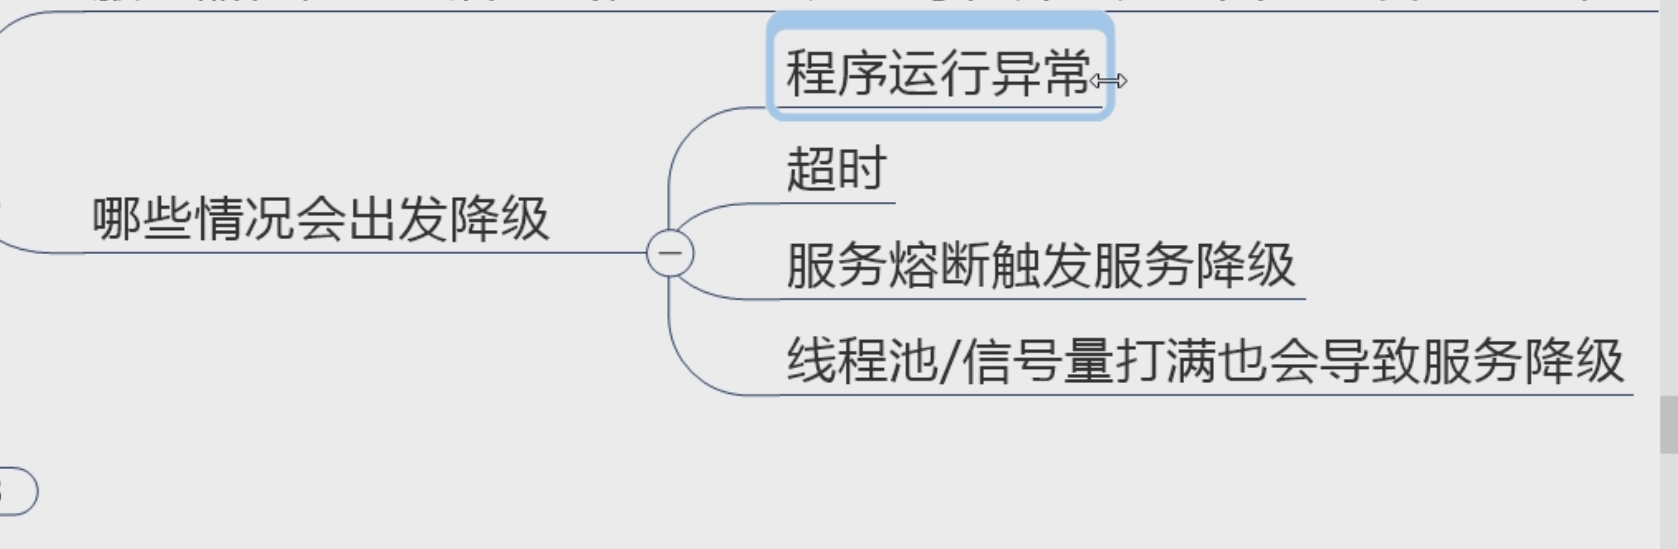 程序运行异常
超时
哪些情况会出发降级
服务熔断触发服务降级
线程池/信号量打满也会导致服务降级